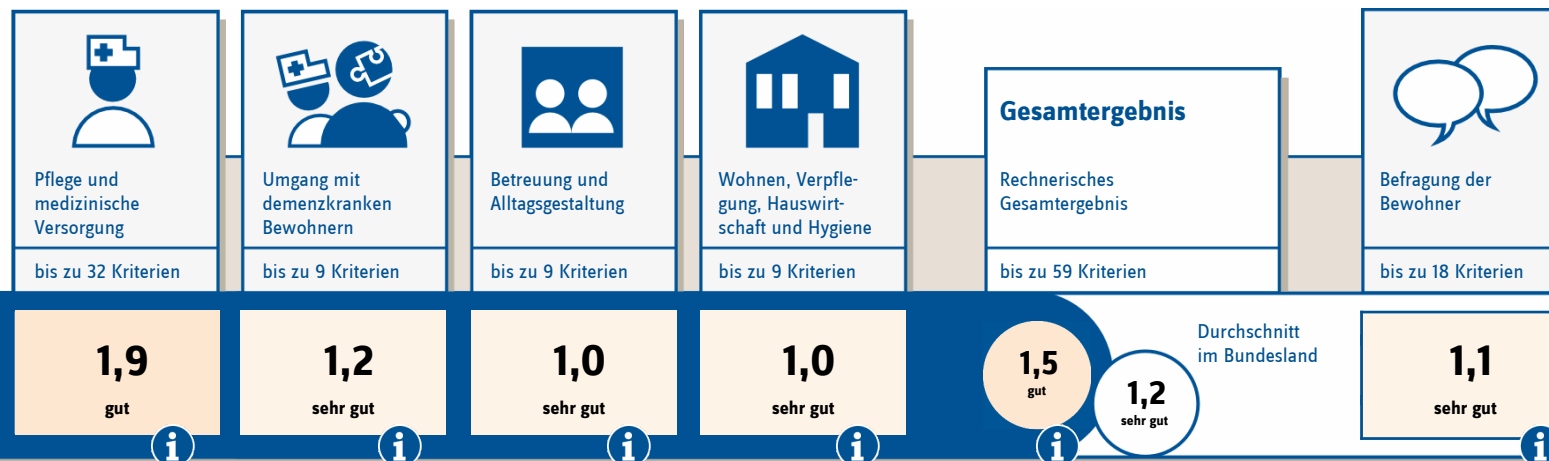 Pflege und
medizinische
Versorgung
bis zu 32 Kriterien
1,9
gut
i
Umgang mit
demenzkranken
Bewohnern
bis zu 9 Kriterien
1,2
sehr gut
i
Betreuung und
Alltagsgestaltung
bis zu 9 Kriterien
1,0
sehr gut
i
Wohnen, Verpfle-
gung, Hauswirt-
schaft und Hygiene
bis zu 9 Kriterien
1,0
sehr gut
i
Gesamtergebnis
Rechnerisches
Gesamtergebnis
bis zu 59 Kriterien
1,5
gut
i
Durchschnitt
im Bundesland
1,2
sehr gut
Befragung der
Bewohner
bis zu 18 Kriterien
1,1
sehr gut
i